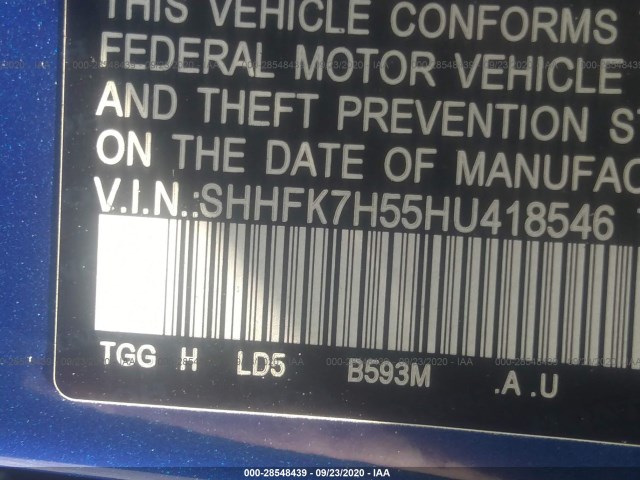 THIS VEHICLE CONFORMS
FEDERAL MOTOR VEHICLE
AND THEFT PREVENTION ST
ON THE DATE OF MANUFAC
V.I.N.:SHHFK7H55HU418546
TGG H LD5 B593M .A .U
000-28548439 - 09/23/2020 - IAA